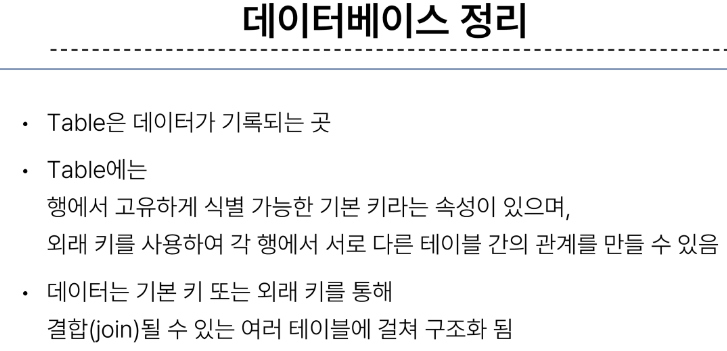 데이터베이스 정리
• Table은 데이터가 기록되는 곳
• Table에는
행에서 고유하게 식별 가능한 기본 키라는 속성이 있으며,
외래 키를 사용하여 각 행에서 서로 다른 테이블 간의 관계를 만들 수 있음
• 데이터는 기본 키 또는 외래 키를 통해
결합(join)될 수 있는 여러 테이블에 걸쳐 구조화 됨